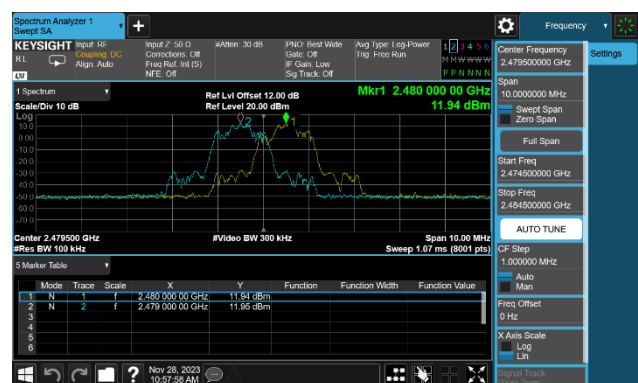 Spectrum Analyzer 1
Swept SA
+
Frequency
KEYSIGHT
RL
LXI
Input: RF
Coupling: DC
Align: Auto
Input Z: 50 Ω
Corrections: Off
Freq Ref: Int (S)
NFE: Off
#Atten: 30 dB
PNO: Best Wide
Gate: Off
IF Gain: Low
Sig Track: Off
Avg Type: Log-Power
Trig: Free Run
1 2 3 4 5 6
M M W W W W
P P N N N N
Center Frequency
2.479500000 GHz
Settings
Span
10.0000000 MHz
Swept Span
Zero Span
Full Span
Start Freq
2.474500000 GHz
Stop Freq
2.484500000 GHz
AUTO TUNE
CF Step
1.000000 MHz
Auto
Man
Freq Offset
0 Hz
X Axis Scale
Log
Lin
Signal Track
1 Spectrum
Scale/Div 10 dB
Ref Lvl Offset 12.00 dB
Ref Level 20.00 dBm
Mkr1 2.480 000 00 GHz
11.94 dBm
Log
10.0
0.00
-10.0
-20.0
-30.0
-40.0
-50.0
-60.0
-70.0
2
1
Center 2.479500 GHz
#Res BW 100 kHz
#Video BW 300 kHz
Span 10.00 MHz
Sweep 1.07 ms (8001 pts)
5 Marker Table
Mode Trace Scale X Y Function Function Width Function Value
1 N 1 f 2.480 000 00 GHz 11.94 dBm
2 N 2 f 2.479 000 00 GHz 11.95 dBm
3
4
5
6
?
Nov 28, 2023
10:57:58 AM